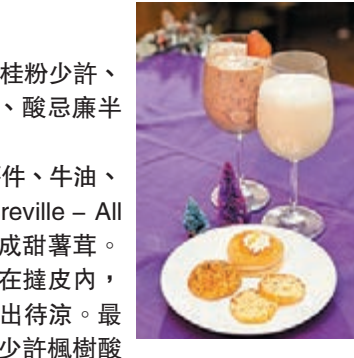 桂粉少許、
、酸忌廉半
件、牛油、
reville – All
成甜薯茸。
在撻皮內，
出待涼。最
少許楓樹酸